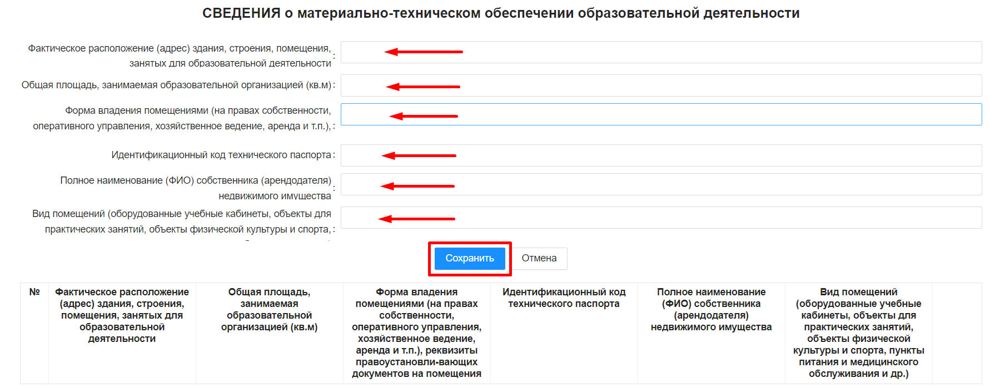 СВЕДЕНИЯ о материально-техническом обеспечении образовательной деятельности
Фактическое расположение (адрес) здания, строения, помещения,
занятых для образовательной деятельности :
Общая площадь, занимаемая образовательной организацией (кв.м) :
Форма владения помещениями (на правах собственности,
оперативного управления, хозяйственное ведение, аренда и т.п.), :
Идентификационный код технического паспорта :
Полное наименование (ФИО) собственника (арендодателя)
недвижимого имущества :
Вид помещений (оборудованные учебные кабинеты, объекты для
практических занятий, объекты физической культуры и спорта, :
Сохранить
Отмена
№
Фактическое расположение
(адрес) здания, строения,
помещения, занятых для
образовательной
деятельности
Общая площадь,
занимаемая
образовательной
организацией (кв.м)
Форма владения
помещениями (на правах
собственности,
оперативного управления,
хозяйственное ведение,
аренда и т.п.), реквизиты
правоустановли-вающих
документов на помещения
Идентификационный код
технического паспорта
Полное наименование
(ФИО) собственника
(арендодателя)
недвижимого имущества
Вид помещений
(оборудованные учебные
кабинеты, объекты для
практических занятий,
объекты физической
культуры и спорта, пункты
питания и медицинского
обслуживания и др.)